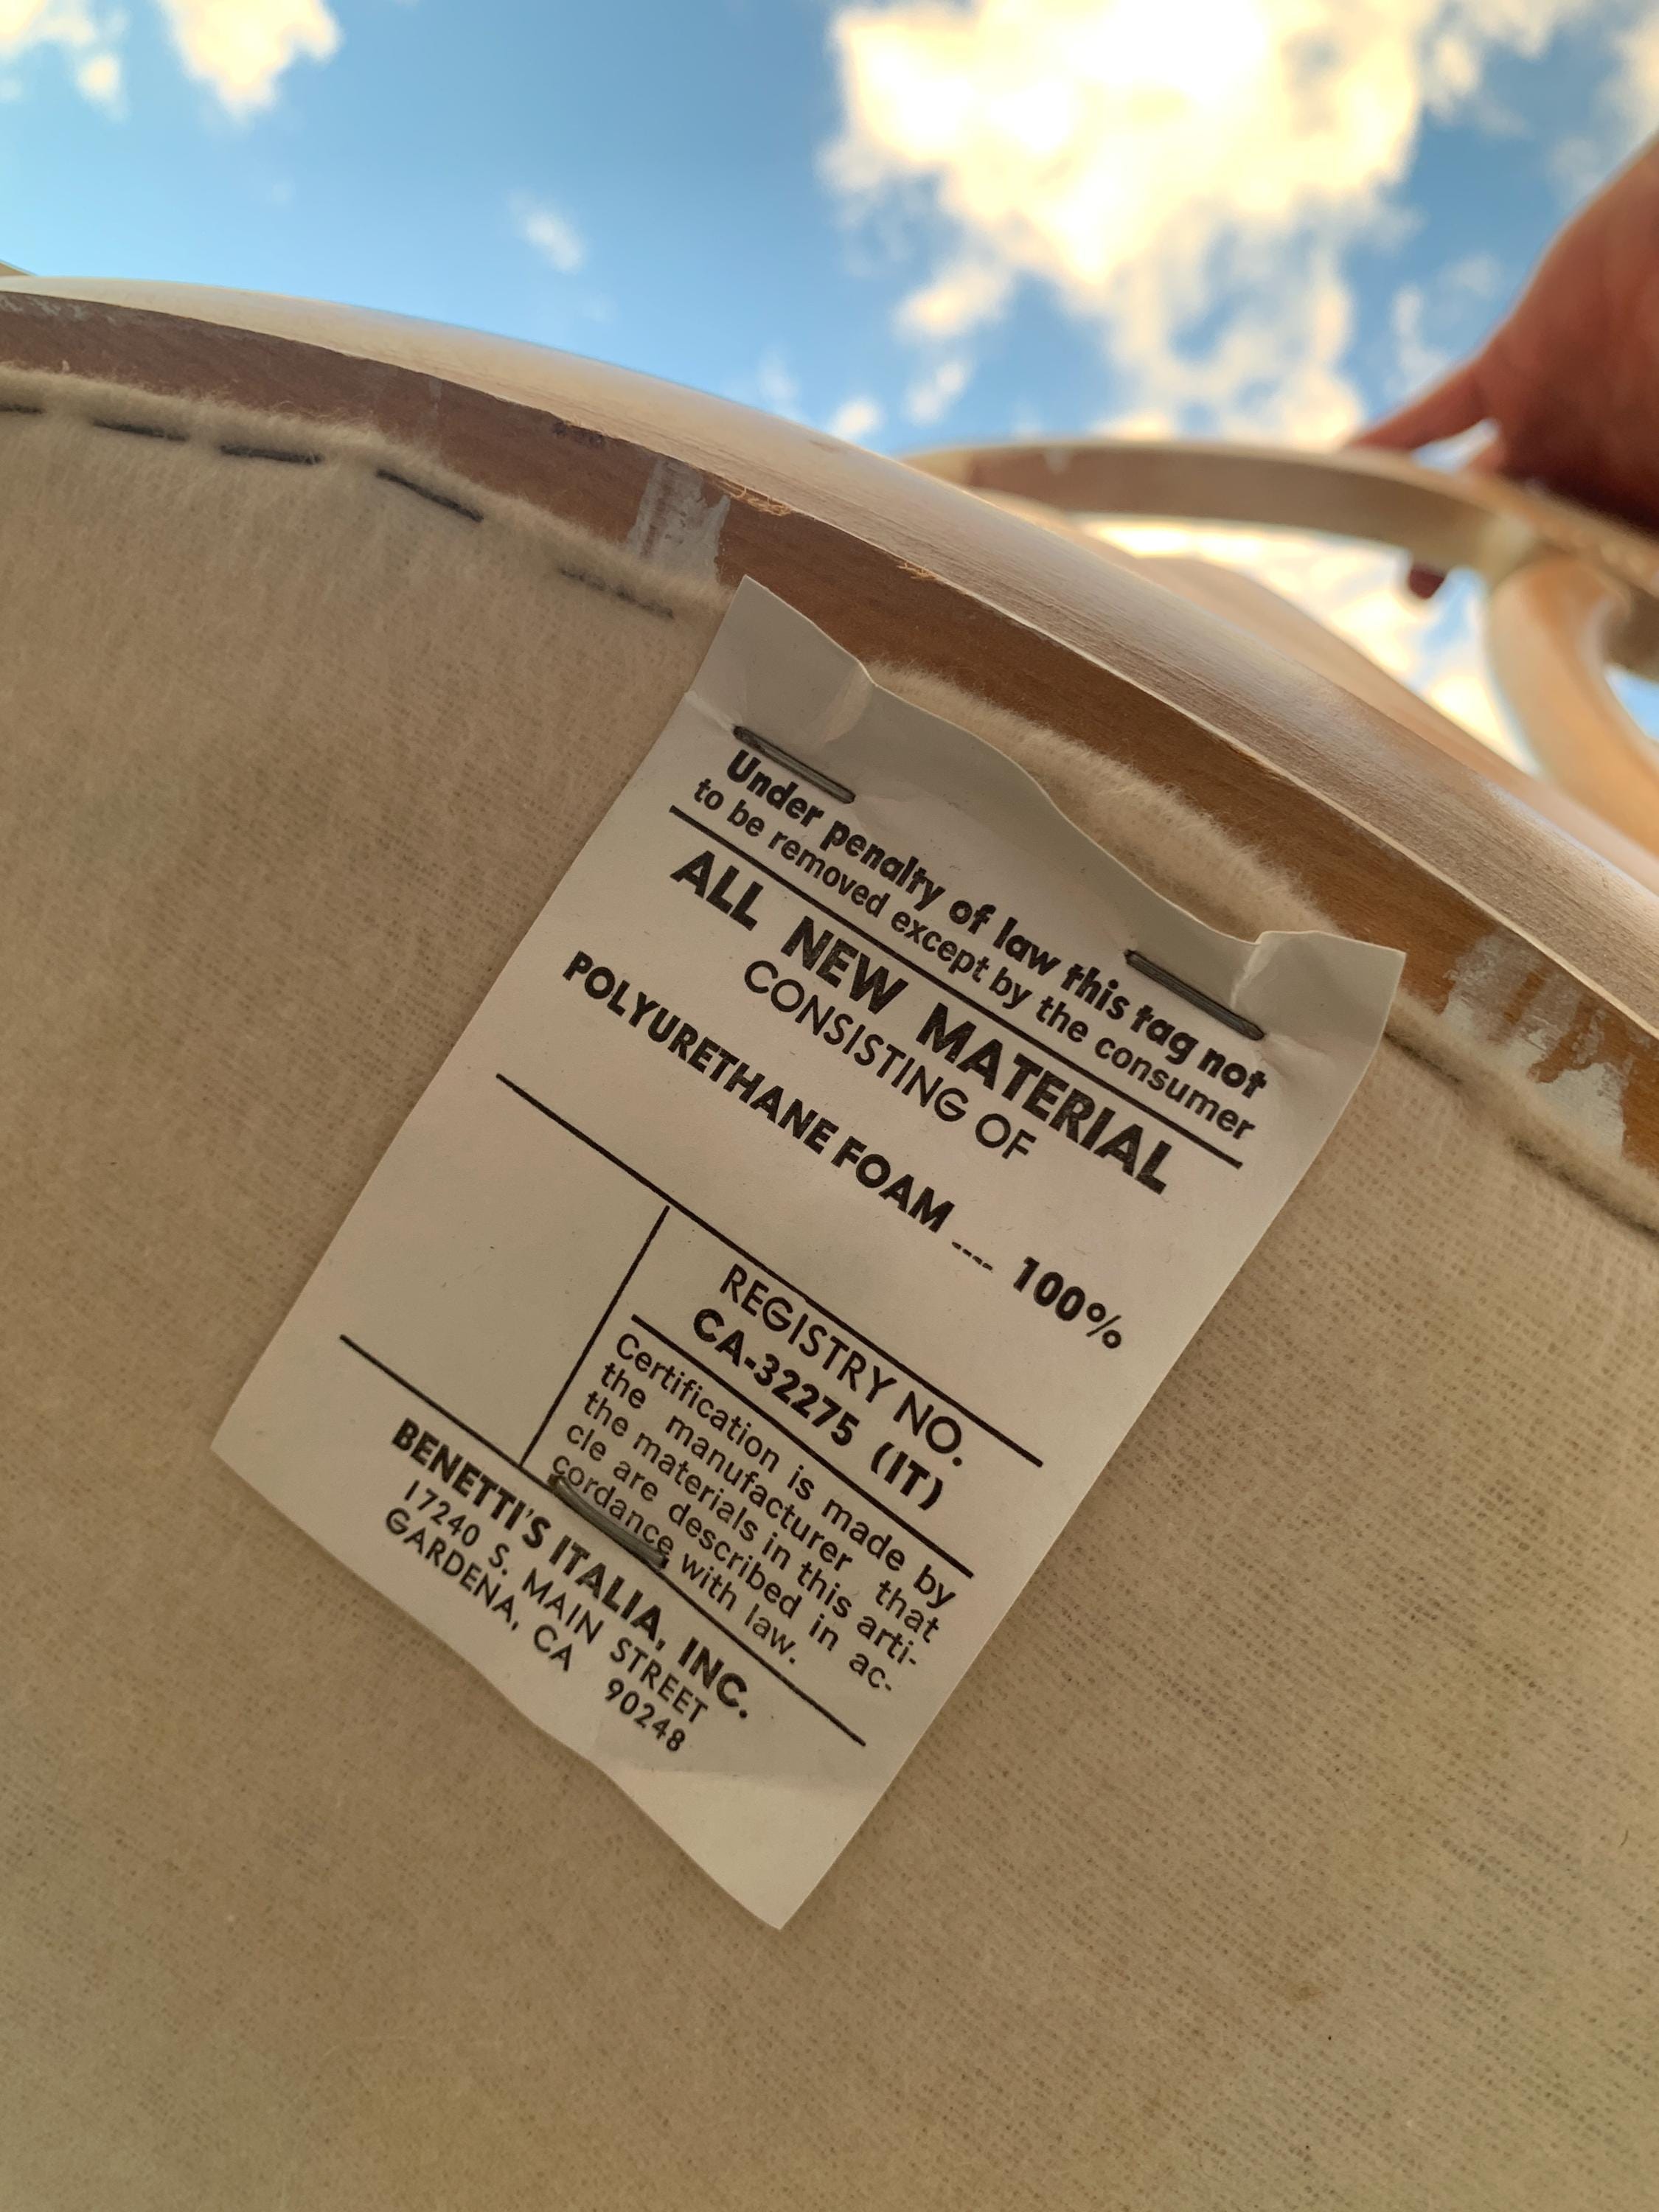 Under penalty of law this tag not
to be removed except by the consumer
ALL NEW MATERIAL
CONSISTING OF
POLYURETHANE FOAM .... 100%
REGISTRY NO.
CA-32275 (IT)
Certification is made by
the manufacturer that
the materials in this arti-
cle are described in ac-
cordance with law.
BENETTI'S ITALIA, INC.
17240 S. MAIN STREET
GARDENA, CA 90248